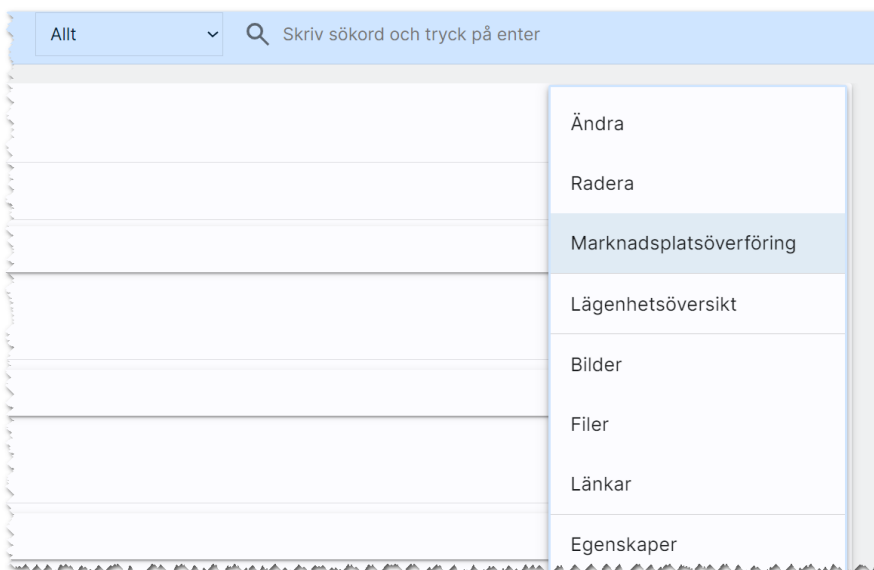 Allt
Skriv sökord och tryck på enter
Ändra
Radera
Marknadsplatsöverföring
Lägenhetsöversikt
Bilder
Filer
Länkar
Egenskaper